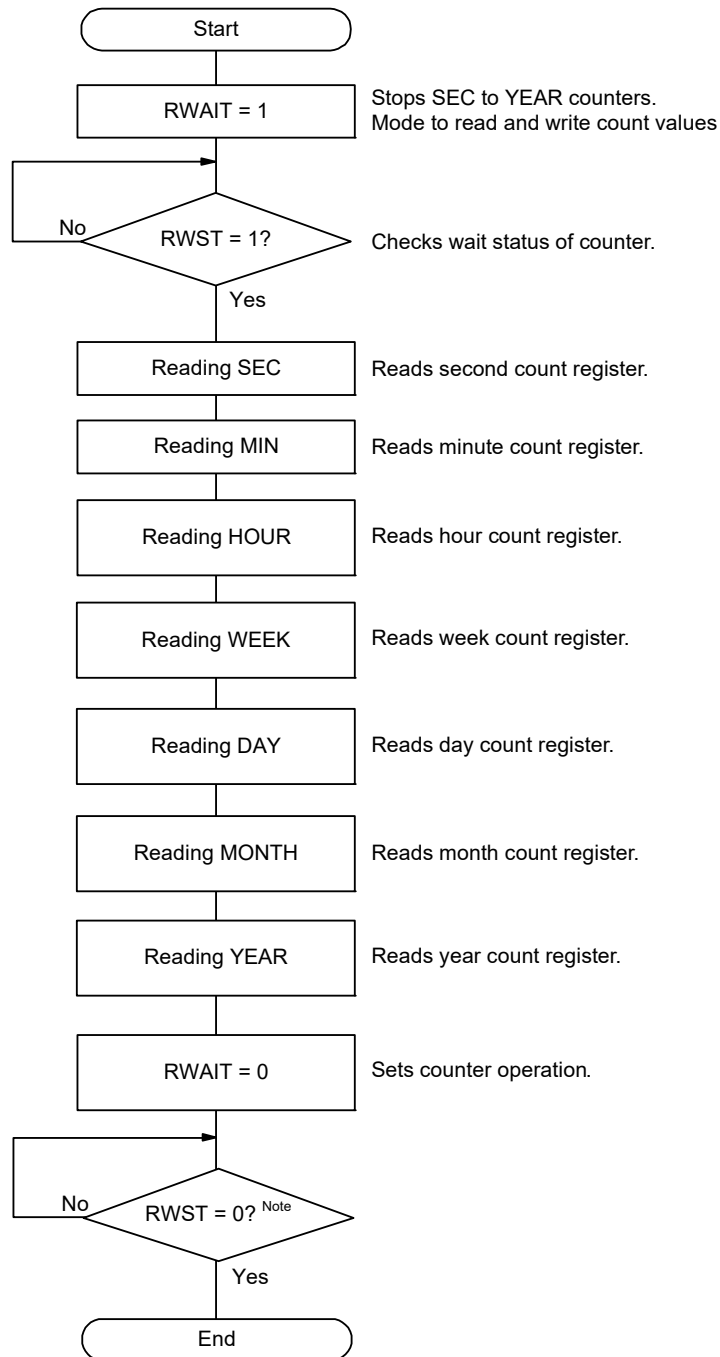 Start
RWAIT = 1
Stops SEC to YEAR counters.
Mode to read and write count values
No
RWST = 1?
Checks wait status of counter.
Yes
Reading SEC
Reads second count register.
Reading MIN
Reads minute count register.
Reading HOUR
Reads hour count register.
Reading WEEK
Reads week count register.
Reading DAY
Reads day count register.
Reading MONTH
Reads month count register.
Reading YEAR
Reads year count register.
RWAIT = 0
Sets counter operation.
No
RWST = 0? Note
Yes
End